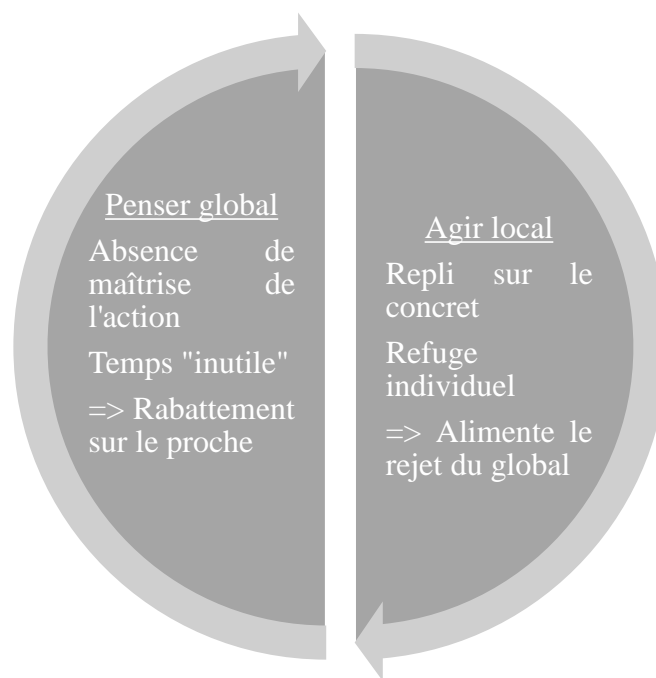 Penser global
Absence de
maîtrise de
l'action
Temps "inutile"
=> Rabattement
sur le proche
Agir local
Repli sur le
concret
Refuge
individuel
=> Alimente le
rejet du global